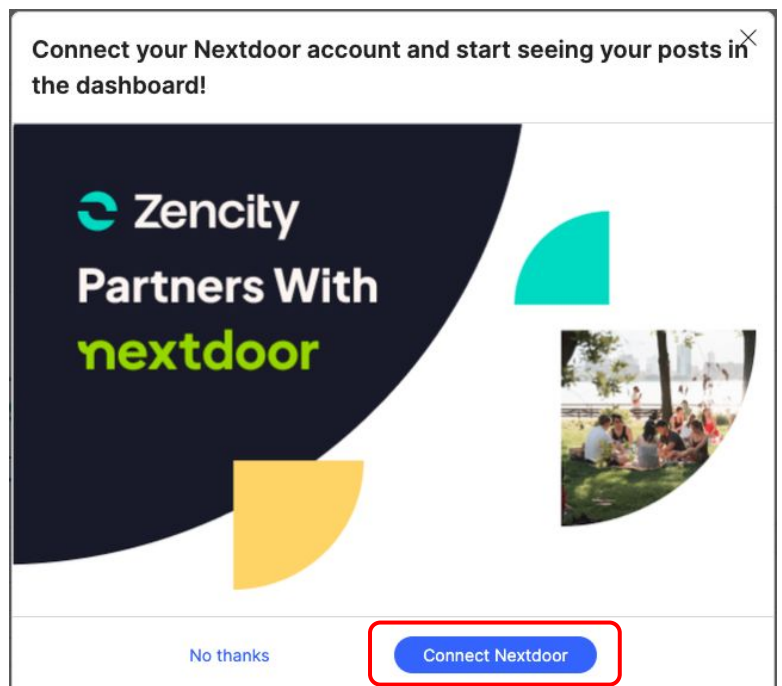 Connect your Nextdoor account and start seeing your posts in
the dashboard!
Zencity
Partners With
nextdoor
No thanks
Connect Nextdoor